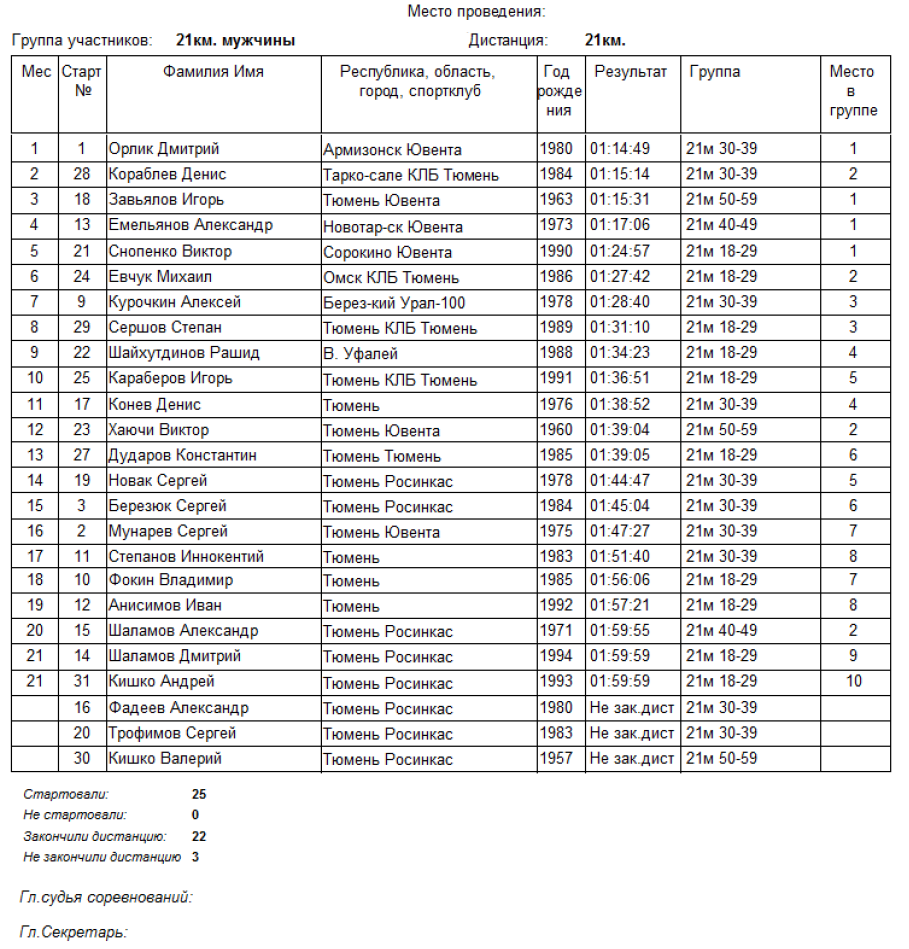 Место проведения:
Группа участников: 21км. мужчины Дистанция: 21км.
Мес Старт № Фамилия Имя Республика, область, город, спортклуб Год рожде ния Результат Группа Место в группе
1 1 Орлик Дмитрий Армизонск Ювента 1980 01:14:49 21м 30-39 1
2 28 Кораблев Денис Тарко-сале КЛБ Тюмень 1984 01:15:14 21м 30-39 2
3 18 Завьялов Игорь Тюмень Ювента 1963 01:15:31 21м 50-59 1
4 13 Емельянов Александр Новотар-ск Ювента 1973 01:17:06 21м 40-49 1
5 21 Снопенко Виктор Сорокино Ювента 1990 01:24:57 21м 18-29 1
6 24 Евчук Михаил Омск КЛБ Тюмень 1986 01:27:42 21м 18-29 2
7 9 Курочкин Алексей Берез-кий Урал-100 1978 01:28:40 21м 30-39 3
8 29 Сершов Степан Тюмень КЛБ Тюмень 1989 01:31:10 21м 18-29 3
9 22 Шайхутдинов Рашид В. Уфалей 1988 01:34:23 21м 18-29 4
10 25 Караберов Игорь Тюмень КЛБ Тюмень 1991 01:36:51 21м 18-29 5
11 17 Конев Денис Тюмень 1976 01:38:52 21м 30-39 4
12 23 Хаючи Виктор Тюмень Ювента 1960 01:39:04 21м 50-59 2
13 27 Дударов Константин Тюмень Тюмень 1985 01:39:05 21м 18-29 6
14 19 Новак Сергей Тюмень Росинкас 1978 01:44:47 21м 30-39 5
15 3 Березюк Сергей Тюмень Росинкас 1984 01:45:04 21м 30-39 6
16 2 Мунарев Сергей Тюмень Ювента 1975 01:47:27 21м 30-39 7
17 11 Степанов Иннокентий Тюмень 1983 01:51:40 21м 30-39 8
18 10 Фокин Владимир Тюмень 1985 01:56:06 21м 18-29 7
19 12 Анисимов Иван Тюмень 1992 01:57:21 21м 18-29 8
20 15 Шаламов Александр Тюмень Росинкас 1971 01:59:55 21м 40-49 2
21 14 Шаламов Дмитрий Тюмень Росинкас 1994 01:59:59 21м 18-29 9
21 31 Кишко Андрей Тюмень Росинкас 1993 01:59:59 21м 18-29 10
16 Фадеев Александр Тюмень Росинкас 1980 Не зак.дист 21м 30-39
20 Трофимов Сергей Тюмень Росинкас 1983 Не зак.дист 21м 30-39
30 Кишко Валерий Тюмень Росинкас 1957 Не зак.дист 21м 50-59
Стартовали: 25
Не стартовали: 0
Закончили дистанцию: 22
Не закончили дистанцию 3
Гл.судья соревнований:
Гл.Секретарь: